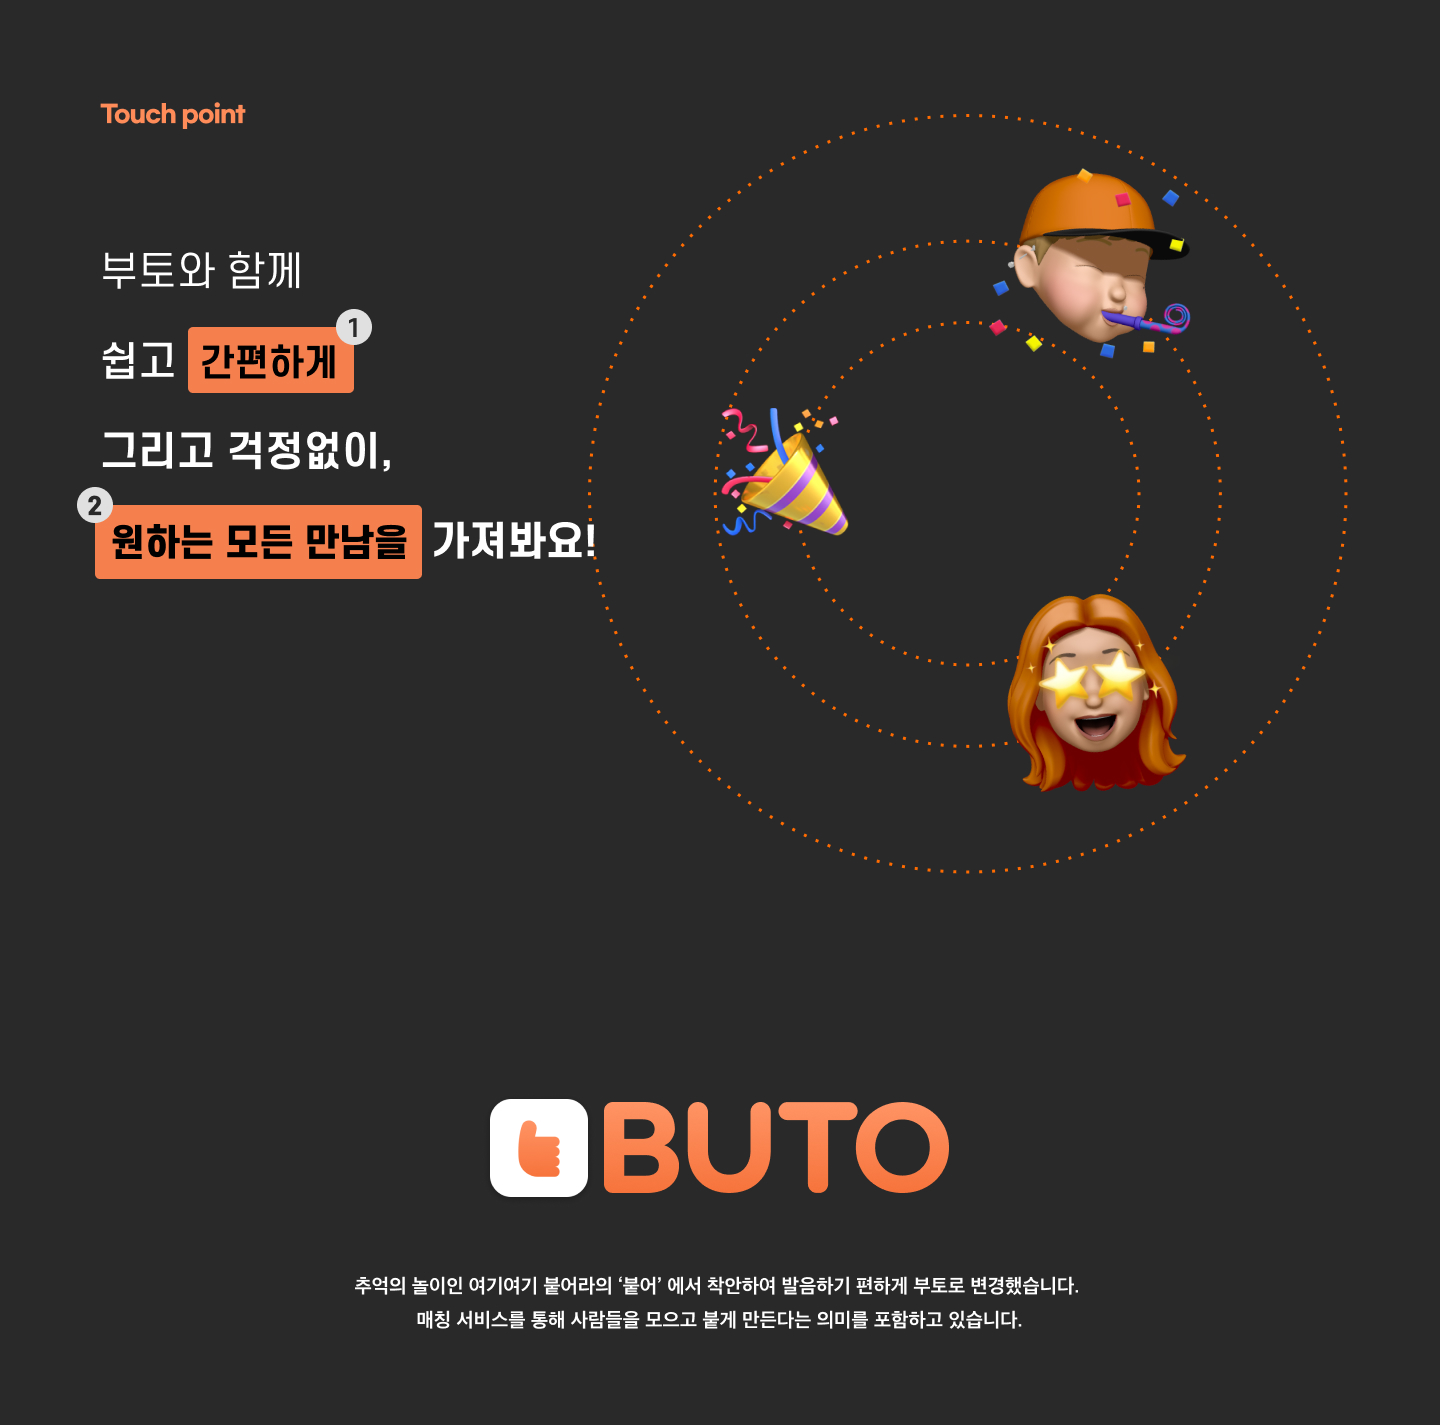 Touch point
부토와 함께
쉽고 간편하게 1
그리고 걱정없이,
2 원하는 모든 만남을 가져봐요!
BUTO
추억의 놀이인 여기여기 붙어라의 ‘붙어’ 에서 착안하여 발음하기 편하게 부토로 변경했습니다.
매칭 서비스를 통해 사람들을 모으고 붙게 만든다는 의미를 포함하고 있습니다.